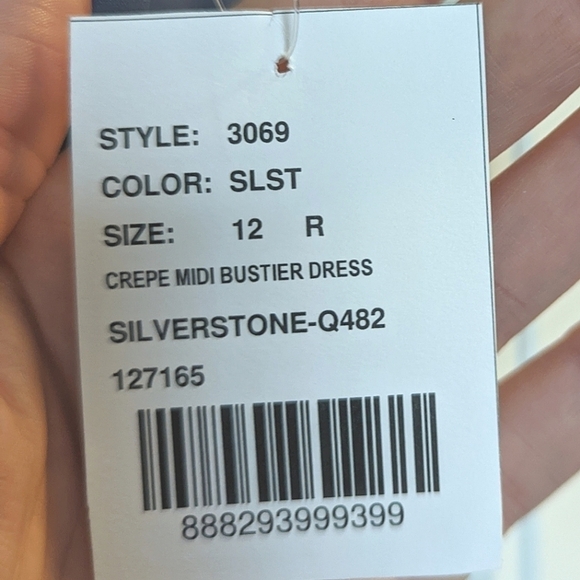 STYLE: 3069
COLOR: SLST
SIZE: 12 R
CREPE MIDI BUSTIER DRESS
SILVERSTONE-Q482
127165
888293999399